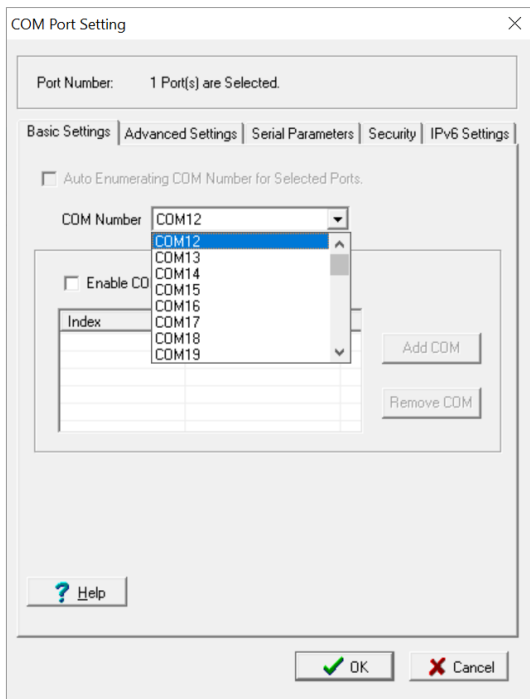 COM Port Setting
Port Number: 1 Port(s) are Selected.
Basic Settings Advanced Settings Serial Parameters Security IPv6 Settings
Auto Enumerating COM Number for Selected Ports.
COM Number COM12
COM12
COM13
Enable CO COM14
COM15
COM16
Index COM17
COM18
COM19
Add COM
Remove COM
? Help
OK Cancel